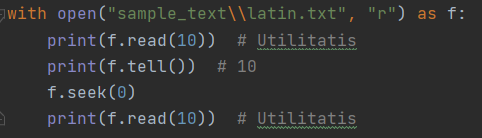 with open("sample_text\\latin.txt", "r") as f:
    print(f.read(10))  # Utilitatis
    print(f.tell())  # 10
    f.seek(0)
    print(f.read(10))  # Utilitatis